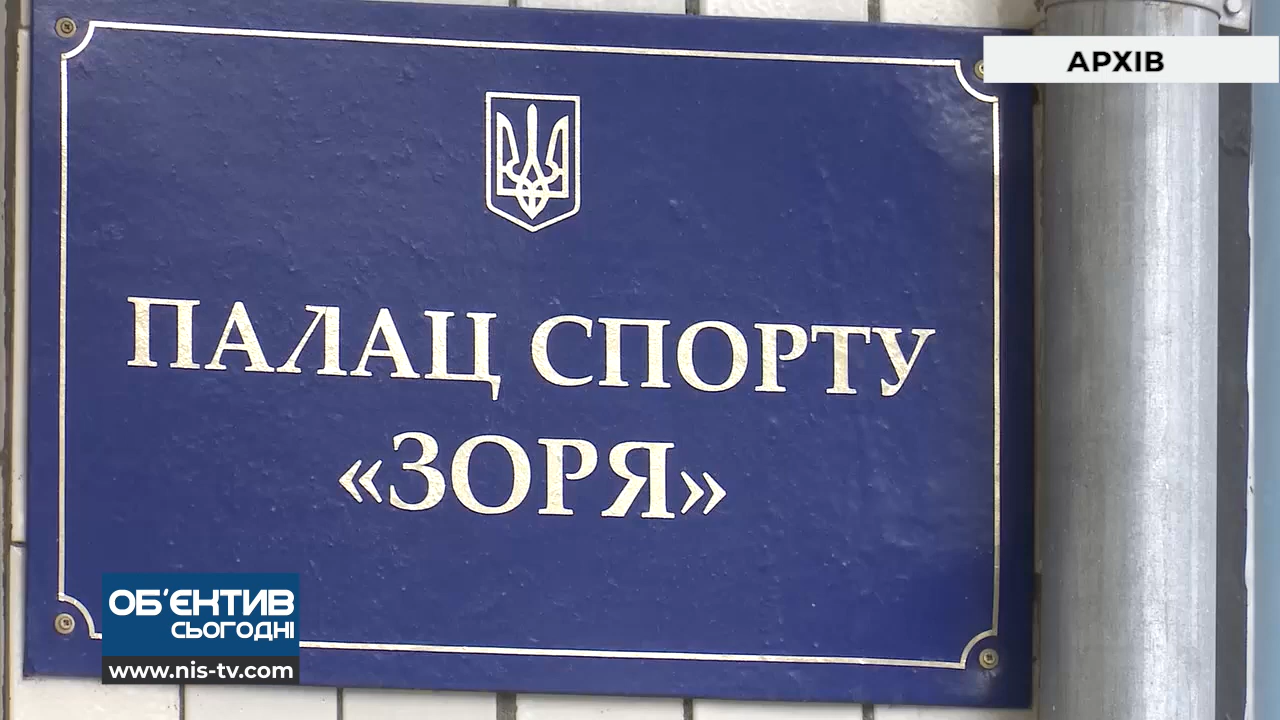 АРХІВ
ПАЛАЦ СПОРТУ
«ЗОРЯ»
ОБ'ЄКТИВ
СЬОГОДНІ
www.nis-tv.com